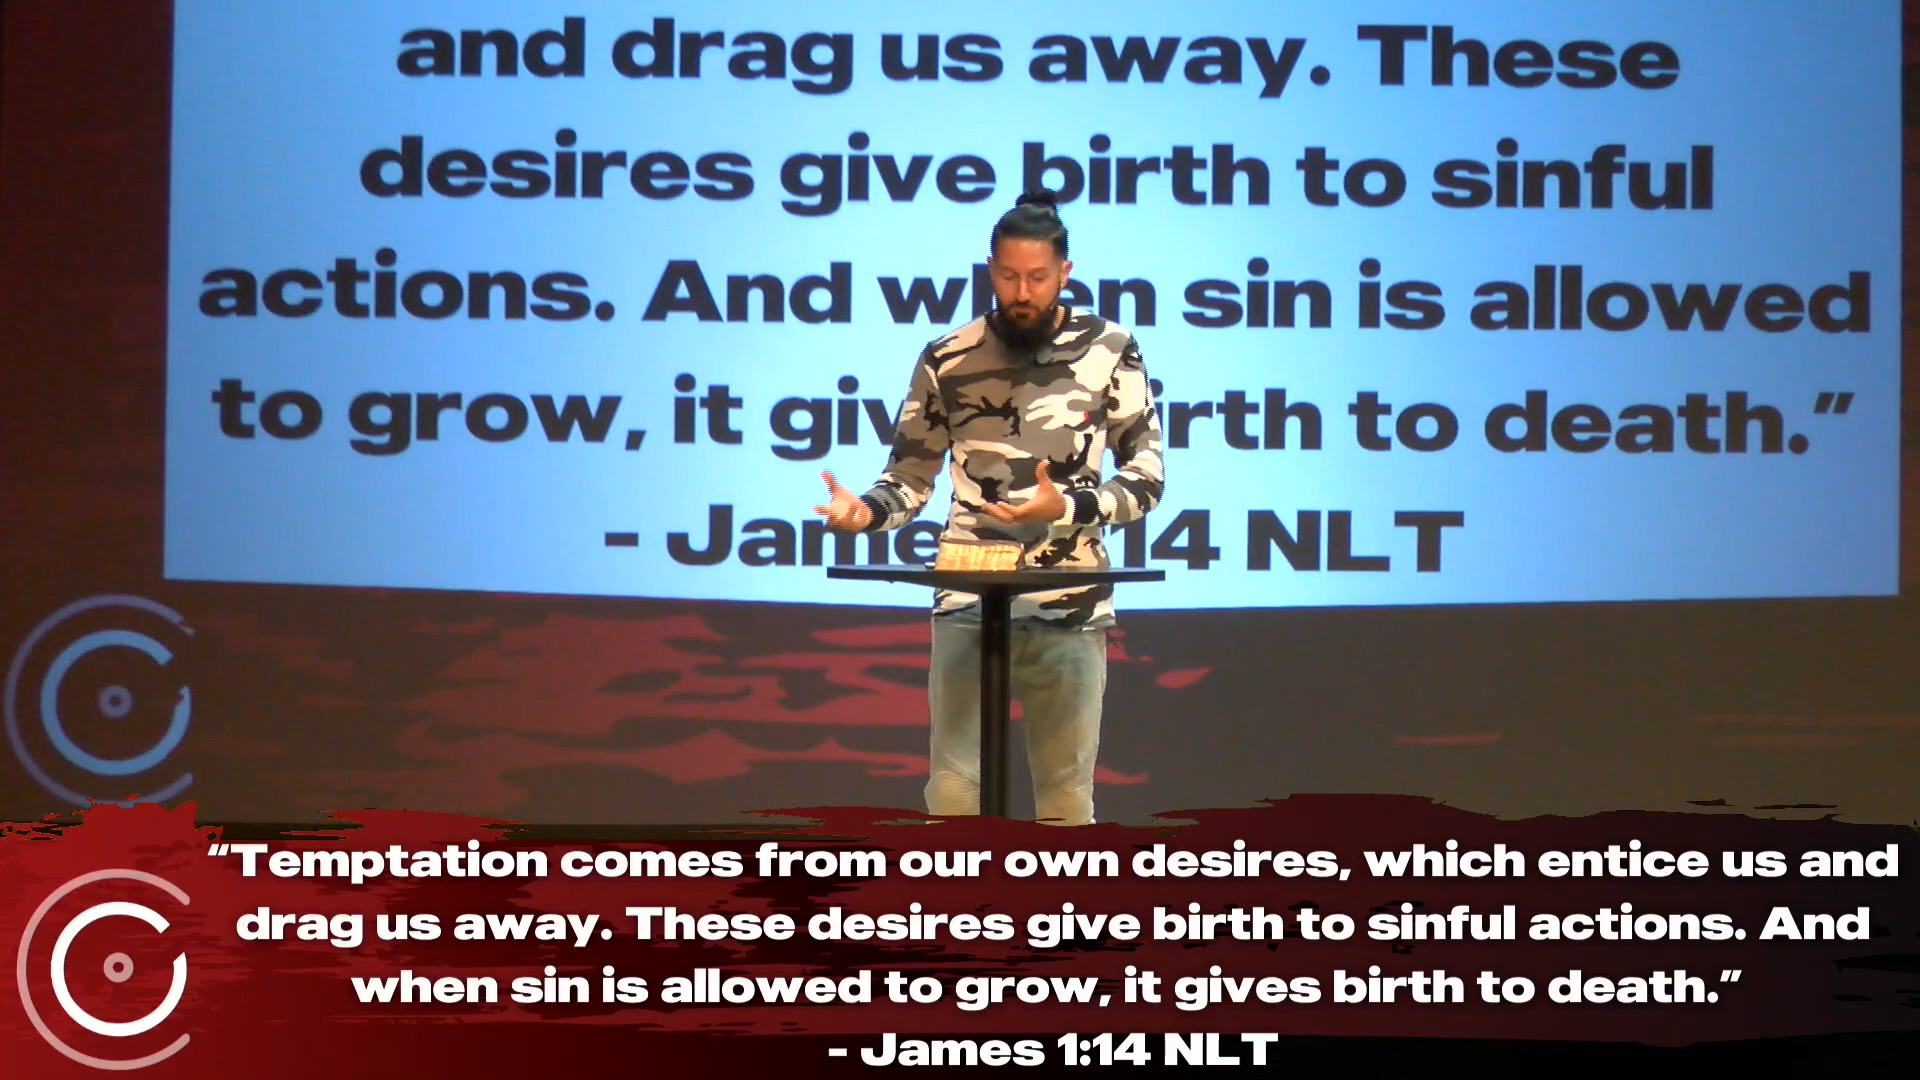 and drag us away. These
desires give birth to sinful
actions. And sin is allowed
to grow, it to death.”
- 14 NLT
“Temptation comes from our own desires, which entice us and
drag us away. These desires give birth to sinful actions. And
when sin is allowed to grow, it gives birth to death.”
- James 1:14 NLT